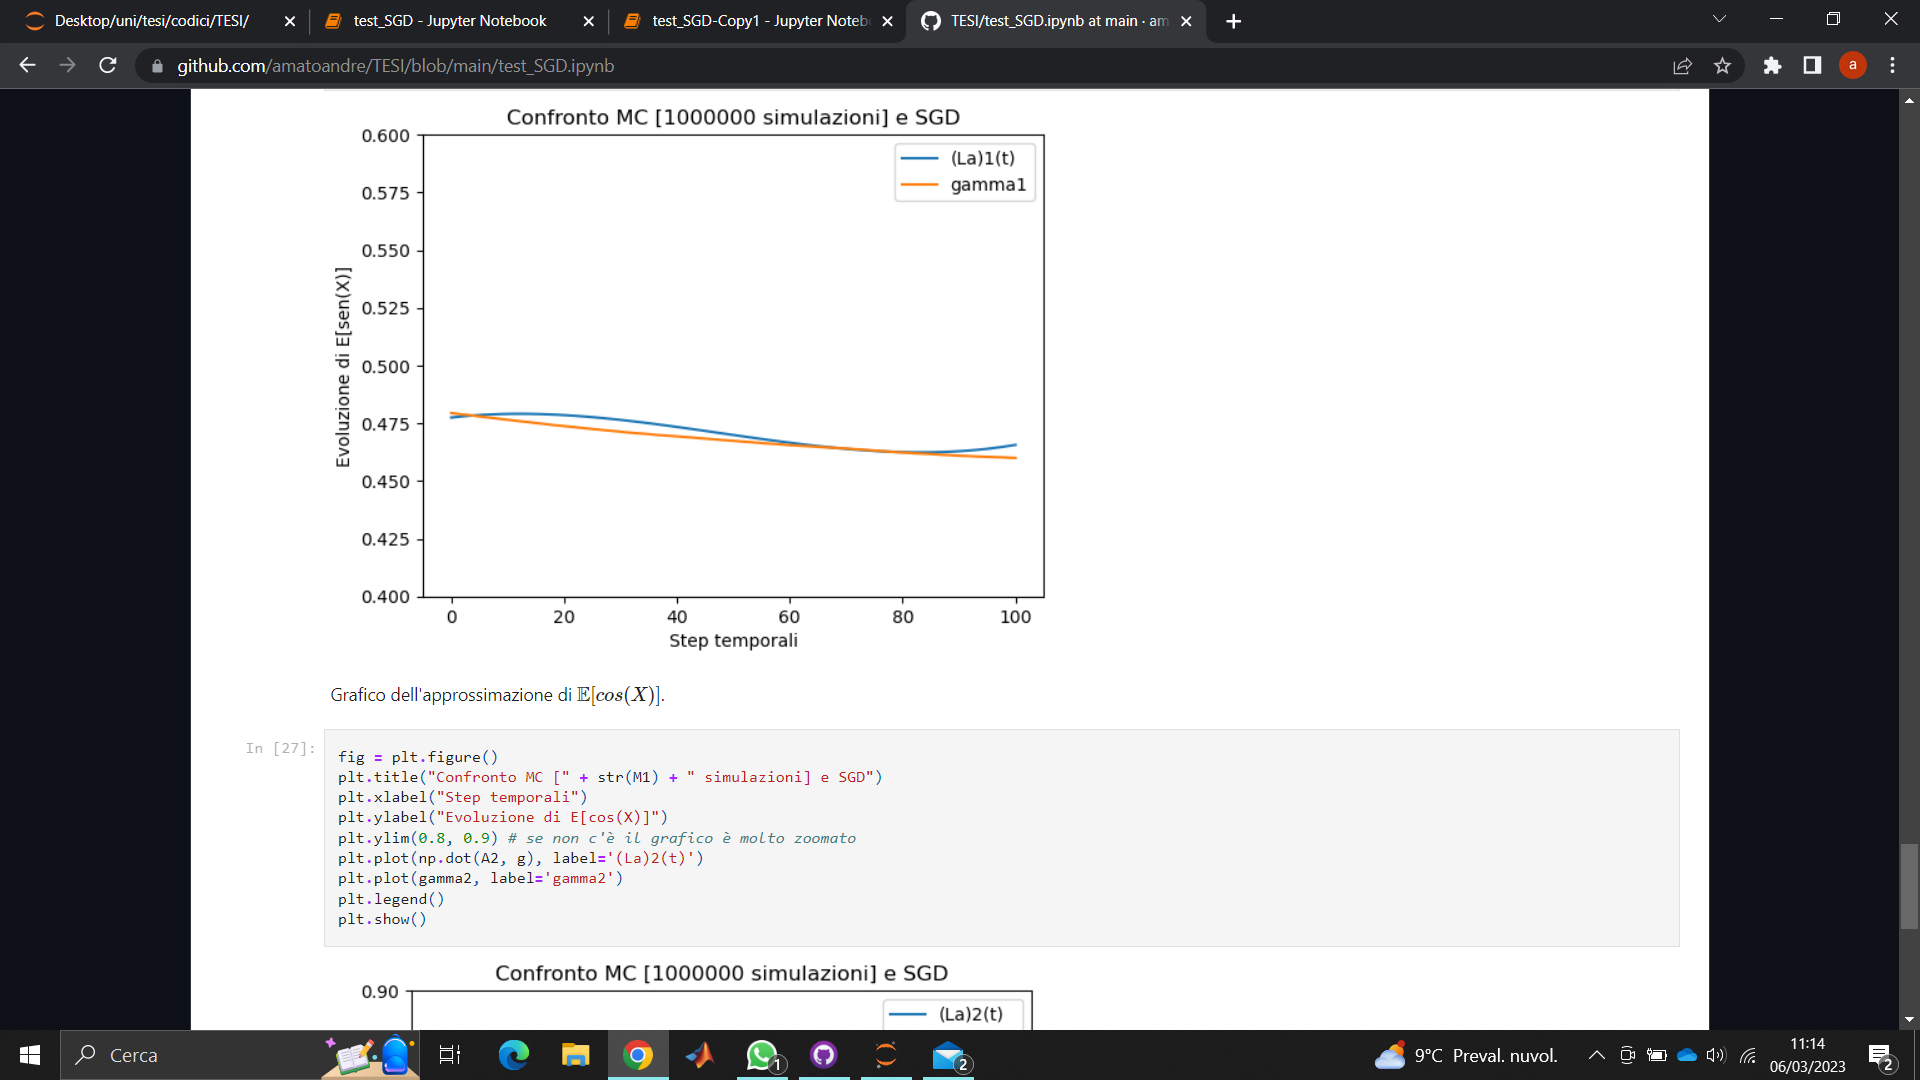 Desktop/uni/tesi/codici/TESI/
test_SGD - Jupyter Notebook
test_SGD-Copy1 - Jupyter Noteb
TESI/test_SGD.ipynb at main · am
github.com/amatoandre/TESI/blob/main/test_SGD.ipynb
a
Confronto MC [1000000 simulazioni] e SGD
(La)1(t)
gamma1
0.600
0.575
0.550
0.525
0.500
0.475
0.450
0.425
0.400
Evoluzione di E[sen(X)]
0 20 40 60 80 100
Step temporali
Grafico dell'approssimazione di 𝔼[cos(X)].
In [27]:
fig = plt.figure()
plt.title("Confronto MC [" + str(M1) + " simulazioni] e SGD")
plt.xlabel("Step temporali")
plt.ylabel("Evoluzione di E[cos(X)]")
plt.ylim(0.8, 0.9) # se non c'è il grafico è molto zoomato
plt.plot(np.dot(A2, g), label='(La)2(t)')
plt.plot(gamma2, label='gamma2')
plt.legend()
plt.show()
Confronto MC [1000000 simulazioni] e SGD
0.90
(La)2(t)
Cerca
1
2
9°C Preval. nuvol.
11:14
06/03/2023
2